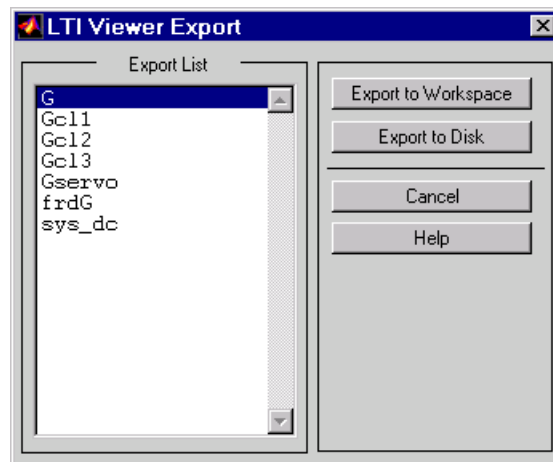 LTI Viewer Export
Export List
G
Gcl1
Gcl2
Gcl3
Gservo
frdG
sys_dc
Export to Workspace
Export to Disk
Cancel
Help